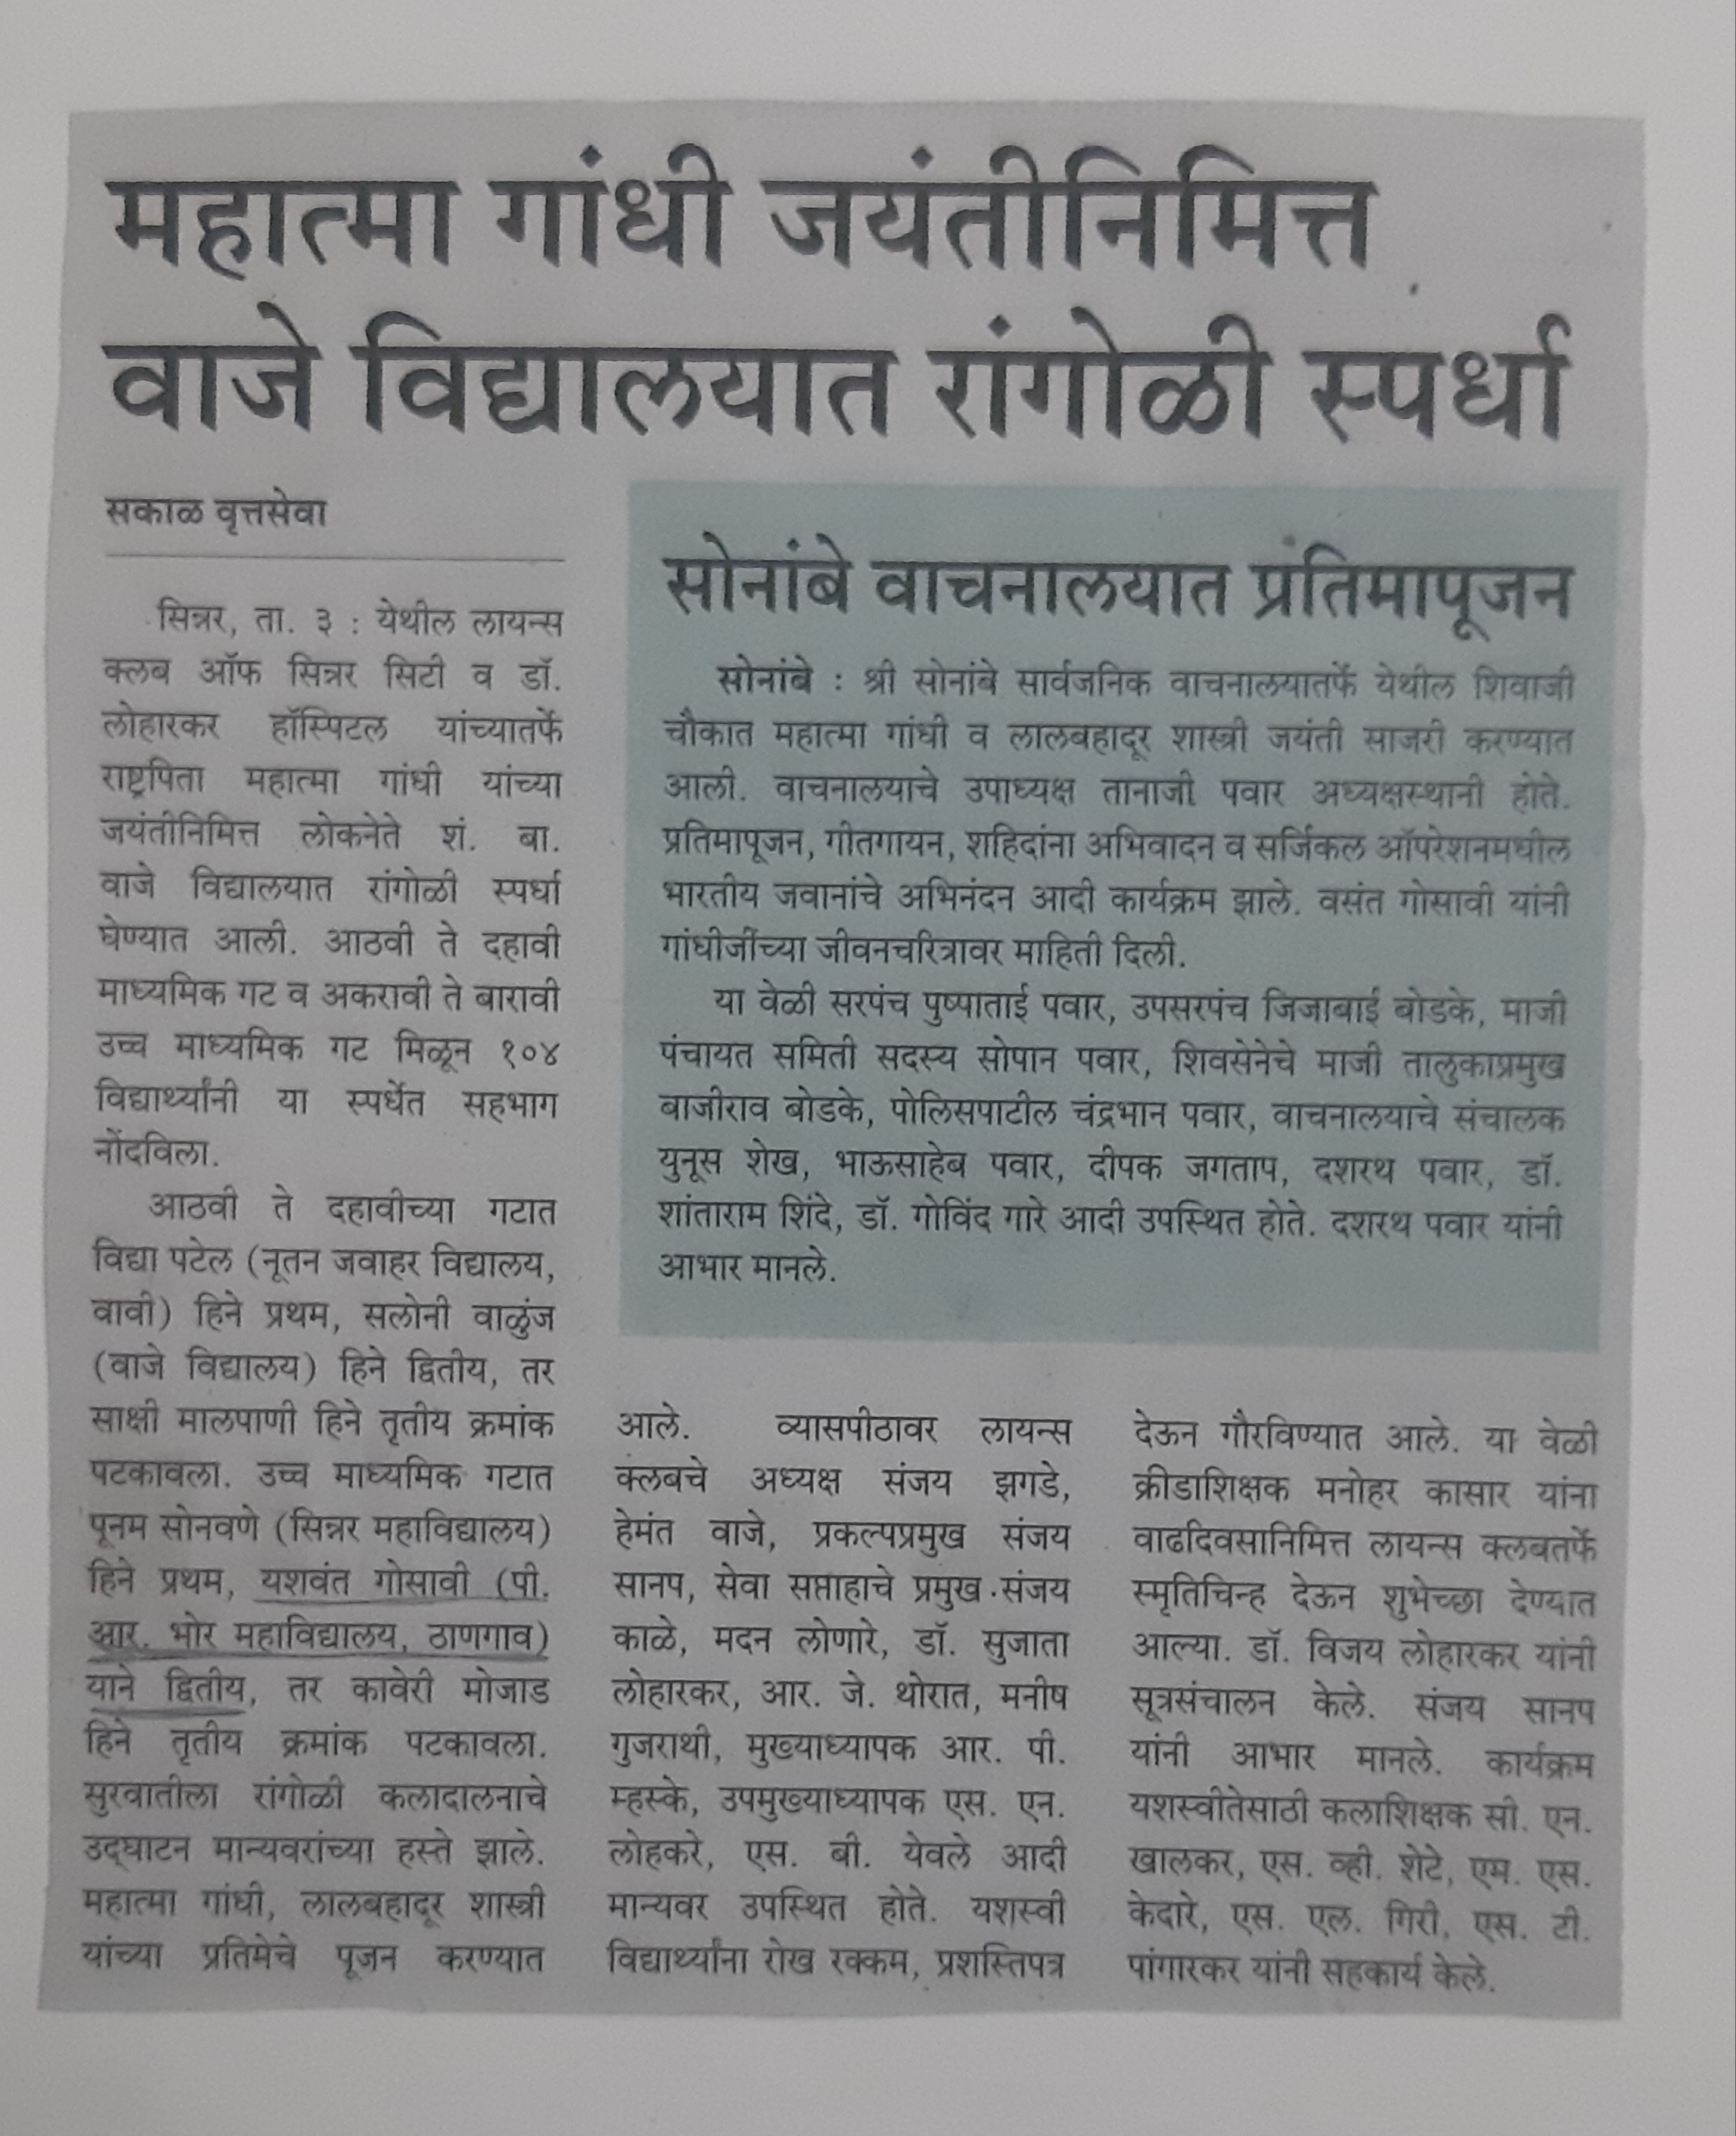 महात्मा गांधी जयंतीनिमित्त
वाजे विद्यालयात रांगोळी स्पर्धा
सकाळ वृत्तसेवा
सिन्नर, ता. ३ : येथील लायन्स
क्लब ऑफ सिन्नर सिटी व डॉ.
लोहारकर हॉस्पिटल यांच्यातर्फे
राष्ट्रपिता महात्मा गांधी यांच्या
जयंतीनिमित्त लोकनेते शं. बा.
वाजे विद्यालयात रांगोळी स्पर्धा
घेण्यात आली. आठवी ते दहावी
माध्यमिक गट व अकरावी ते बारावी
उच्च माध्यमिक गट मिळून १०४
विद्यार्थ्यांनी या स्पर्धेत सहभाग
नोंदविला.
आठवी ते दहावीच्या गटात
विद्या पटेल (नूतन जवाहर विद्यालय,
वावी) हिने प्रथम, सलोनी वाळुंज
(वाजे विद्यालय) हिने द्वितीय, तर
साक्षी मालपाणी हिने तृतीय क्रमांक
पटकावला. उच्च माध्यमिक गटात
पूनम सोनवणे (सिन्नर महाविद्यालय)
हिने प्रथम, यशवंत गोसावी (पी.
आर. भोर महाविद्यालय, ठाणगाव)
याने द्वितीय, तर कावेरी मोजाड
हिने तृतीय क्रमांक पटकावला.
सुरवातीला रांगोळी कलादालनाचे
उद्‌घाटन मान्यवरांच्या हस्ते झाले.
महात्मा गांधी, लालबहादूर शास्त्री
यांच्या प्रतिमेचे पूजन करण्यात
आले. व्यासपीठावर लायन्स
क्लबचे अध्यक्ष संजय झगडे,
हेमंत वाजे, प्रकल्पप्रमुख संजय
सानप, सेवा सप्ताहाचे प्रमुख संजय
काळे, मदन लोणारे, डॉ. सुजाता
लोहारकर, आर. जे. थोरात, मनीष
गुजराथी, मुख्याध्यापक आर. पी.
म्हस्के, उपमुख्याध्यापक एस. एन.
लोहकरे, एस. बी. येवले आदी
मान्यवर उपस्थित होते. यशस्वी
विद्यार्थ्यांना रोख रक्कम, प्रशस्तिपत्र
देऊन गौरविण्यात आले. या वेळी
क्रीडाशिक्षक मनोहर कासार यांना
वाढदिवसानिमित्त लायन्स क्लबतर्फे
स्मृतिचिन्ह देऊन शुभेच्छा देण्यात
आल्या. डॉ. विजय लोहारकर यांनी
सूत्रसंचालन केले. संजय सानप
यांनी आभार मानले. कार्यक्रम
यशस्वीतेसाठी कलाशिक्षक सी. एन.
खालकर, एस. व्ही. शेटे, एम. एस.
केदारे, एस. एल. गिरी, एस. टी.
पांगारकर यांनी सहकार्य केले.
सोनांबे वाचनालयात प्रतिमापूजन
सोनांबे : श्री सोनांबे सार्वजनिक वाचनालयातर्फे येथील शिवाजी
चौकात महात्मा गांधी व लालबहादूर शास्त्री जयंती साजरी करण्यात
आली. वाचनालयाचे उपाध्यक्ष तानाजी पवार अध्यक्षस्थानी होते.
प्रतिमापूजन, गीतगायन, शहिदांना अभिवादन व सर्जिकल ऑपरेशनमधील
भारतीय जवानांचे अभिनंदन आदी कार्यक्रम झाले. वसंत गोसावी यांनी
गांधीजींच्या जीवनचरित्रावर माहिती दिली.
या वेळी सरपंच पुष्पाताई पवार, उपसरपंच जिजाबाई बोडके, माजी
पंचायत समिती सदस्य सोपान पवार, शिवसेनेचे माजी तालुकाप्रमुख
बाजीराव बोडके, पोलिसपाटील चंद्रभान पवार, वाचनालयाचे संचालक
युनूस शेख, भाऊसाहेब पवार, दीपक जगताप, दशरथ पवार, डॉ.
शांताराम शिंदे, डॉ. गोविंद गारे आदी उपस्थित होते. दशरथ पवार यांनी
आभार मानले.